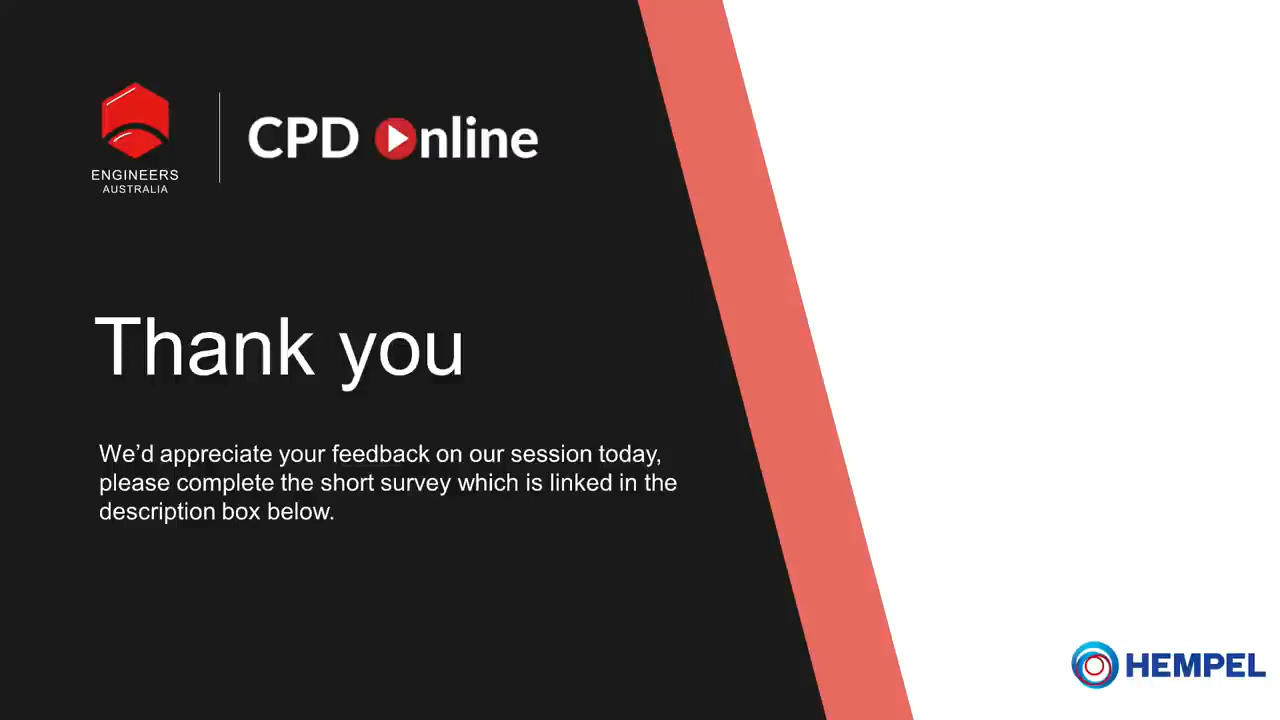 ENGINEERS
AUSTRALIA
CPD Online
Thank you
We’d appreciate your feedback on our session today,
please complete the short survey which is linked in the
description box below.
HEMPEL